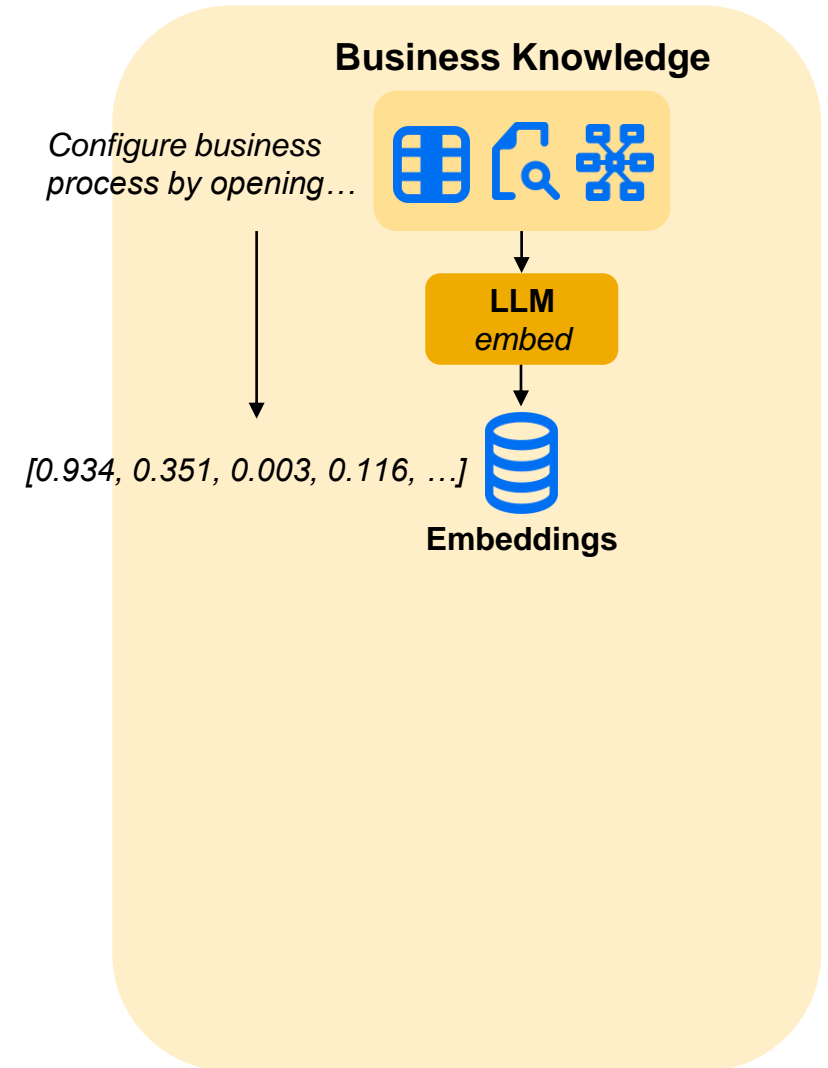 Business Knowledge
Configure business
process by opening…
LLM
embed
[0.934, 0.351, 0.003, 0.116, …]
Embeddings